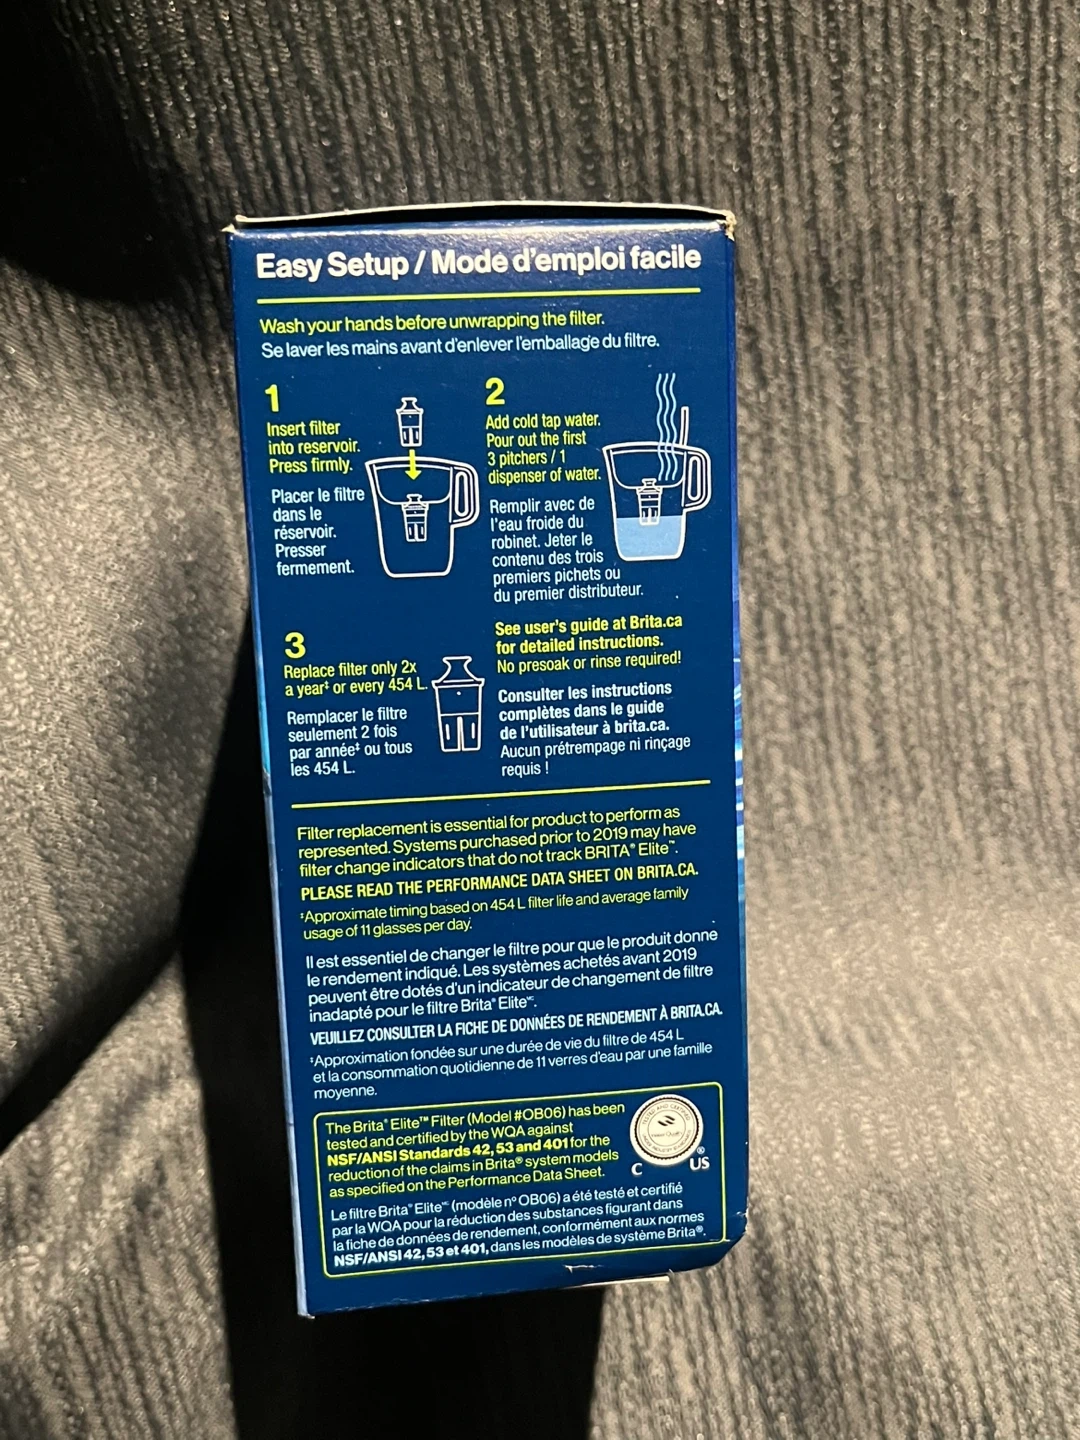 Easy Setup / Mode d'emploi facile
Wash your hands before unwrapping the filter.
Se laver les mains avant d'enlever l'emballage du filtre.
1
Insert filter
into reservoir.
Press firmly.
Placer le filtre
dans le
réservoir.
Presser
fermement.
2
Add cold tap water.
Pour out the first
3 pitchers / 1
dispenser of water.
Remplir avec de
l'eau froide du
robinet. Jeter le
contenu des trois
premiers pichets ou
du premier distributeur.
3
Replace filter only 2x
a year‡ or every 454 L.
Remplacer le filtre
seulement 2 fois
par année‡ ou tous
les 454 L.
See user's guide at Brita.ca
for detailed instructions.
No presoak or rinse required!
Consulter les instructions
complètes dans le guide
de l'utilisateur à brita.ca.
Aucun prétrempage ni rinçage
requis !
Filter replacement is essential for product to perform as
represented. Systems purchased prior to 2019 may have
filter change indicators that do not track BRITA® Elite™.
PLEASE READ THE PERFORMANCE DATA SHEET ON BRITA.CA.
‡Approximate timing based on 454 L filter life and average family
usage of 11 glasses per day.
Il est essentiel de changer le filtre pour que le produit donne
le rendement indiqué. Les systèmes achetés avant 2019
peuvent être dotés d'un indicateur de changement de filtre
inadapté pour le filtre Brita® Elite™ᶜ.
VEUILLEZ CONSULTER LA FICHE DE DONNÉES DE RENDEMENT À BRITA.CA.
‡Approximation fondée sur une durée de vie du filtre de 454 L
et la consommation quotidienne de 11 verres d'eau par une famille
moyenne.
The Brita® Elite™ Filter (Model #OB06) has been
tested and certified by the WQA against
NSF/ANSI Standards 42, 53 and 401 for the
reduction of the claims in Brita® system models
as specified on the Performance Data Sheet.
C US ®
Le filtre Brita® Elite ᴹᶜ (modèle n° OB06) a été testé et certifié
par la WQA pour la réduction des substances figurant dans
la fiche de données de rendement, conformément aux normes
NSF/ANSI 42, 53 et 401, dans les modèles de système Brita®.